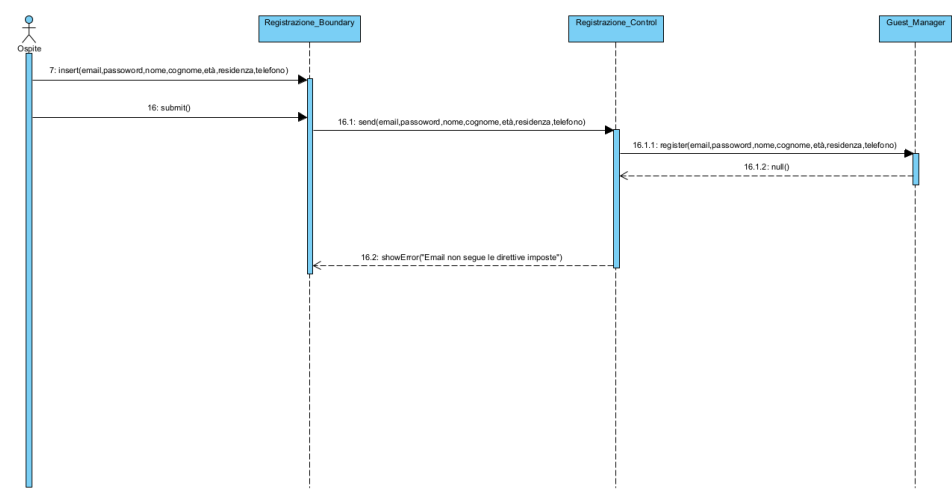 Registrazione_Boundary
Registrazione_Control
Guest_Manager
Ospite
7: insert(email,passoword,nome,cognome,età,residenza,telefono)
16: submit()
16.1: send(email,passoword,nome,cognome,età,residenza,telefono)
16.1.1: register(email,passoword,nome,cognome,età,residenza,telefono)
16.1.2: null()
16.2: showError("Email non segue le direttive imposte")